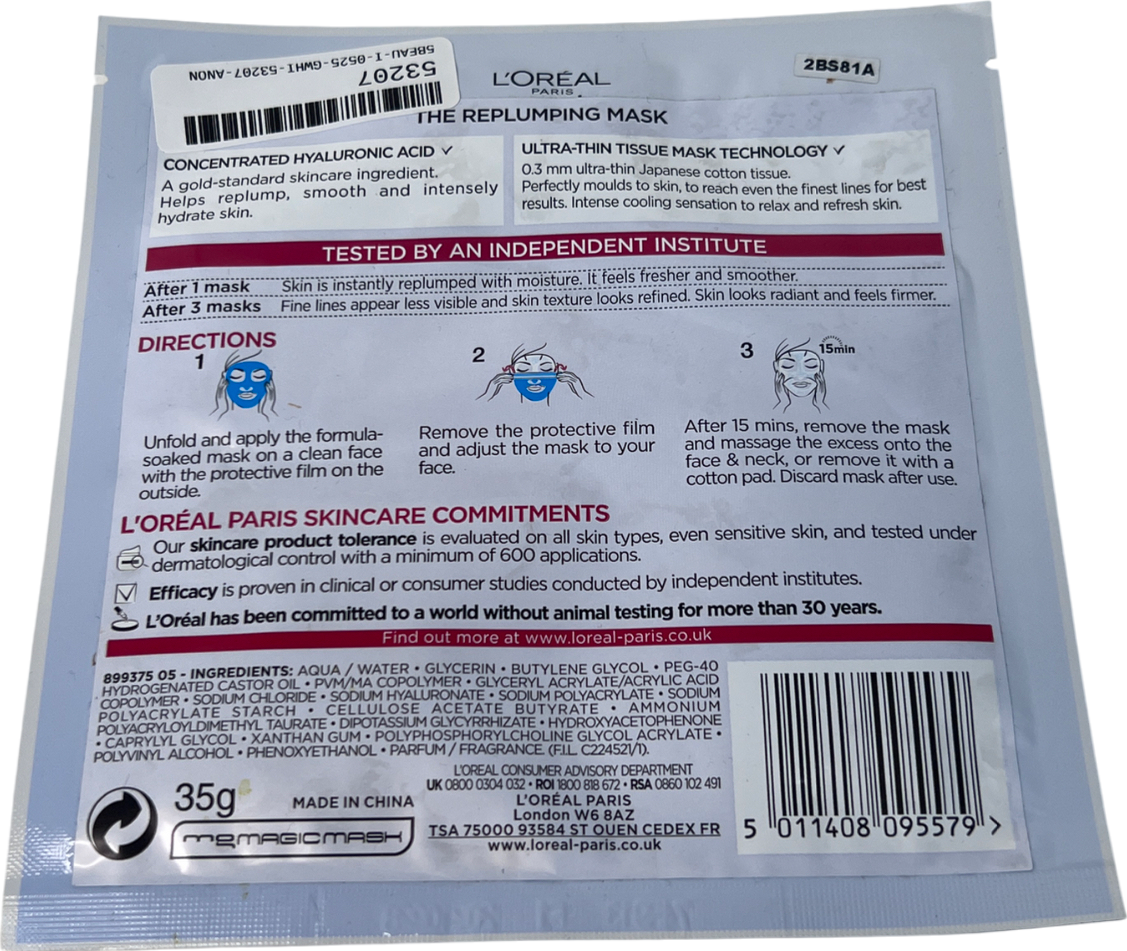 5BEAU-I-0525-GWHI-53207-ANON-
53207
L'ORÉAL
PARIS
2BS81A
THE REPLUMPING MASK
CONCENTRATED HYALURONIC ACID ✓
A gold-standard skincare ingredient.
Helps replump, smooth and intensely
hydrate skin.
ULTRA-THIN TISSUE MASK TECHNOLOGY ✓
0.3 mm ultra-thin Japanese cotton tissue.
Perfectly moulds to skin, to reach even the finest lines for best
results. Intense cooling sensation to relax and refresh skin.
TESTED BY AN INDEPENDENT INSTITUTE
After 1 mask Skin is instantly replumped with moisture. It feels fresher and smoother.
After 3 masks Fine lines appear less visible and skin texture looks refined. Skin looks radiant and feels firmer.
DIRECTIONS
1
Unfold and apply the formula-
soaked mask on a clean face
with the protective film on the
outside.
2
Remove the protective film
and adjust the mask to your
face.
3
15min
After 15 mins, remove the mask
and massage the excess onto the
face & neck, or remove it with a
cotton pad. Discard mask after use.
L'ORÉAL PARIS SKINCARE COMMITMENTS
Our skincare product tolerance is evaluated on all skin types, even sensitive skin, and tested under
dermatological control with a minimum of 600 applications.
Efficacy is proven in clinical or consumer studies conducted by independent institutes.
L'Oréal has been committed to a world without animal testing for more than 30 years.
Find out more at www.loreal-paris.co.uk
899375 05 - INGREDIENTS: AQUA / WATER • GLYCERIN • BUTYLENE GLYCOL • PEG-40
HYDROGENATED CASTOR OIL • PVM/MA COPOLYMER • GLYCERYL ACRYLATE/ACRYLIC ACID
COPOLYMER • SODIUM CHLORIDE • SODIUM HYALURONATE • SODIUM POLYACRYLATE • SODIUM
POLYACRYLATE STARCH • CELLULOSE ACETATE BUTYRATE • AMMONIUM
POLYACRYLOYLDIMETHYL TAURATE • DIPOTASSIUM GLYCYRRHIZATE • HYDROXYACETOPHENONE
• CAPRYLYL GLYCOL • XANTHAN GUM • POLYPHOSPHORYLCHOLINE GLYCOL ACRYLATE •
POLYVINYL ALCOHOL • PHENOXYETHANOL • PARFUM / FRAGRANCE. (F.I.L. C224521/1).
35g
MADE IN CHINA
MAGICMASK
L'ORÉAL CONSUMER ADVISORY DEPARTMENT
UK 0800 0304 032 • ROI 1800 818 672 • RSA 0860 102 491
L'ORÉAL PARIS
London W6 8AZ
TSA 75000 93584 ST OUEN CEDEX FR
www.loreal-paris.co.uk
5 011408 095579 >